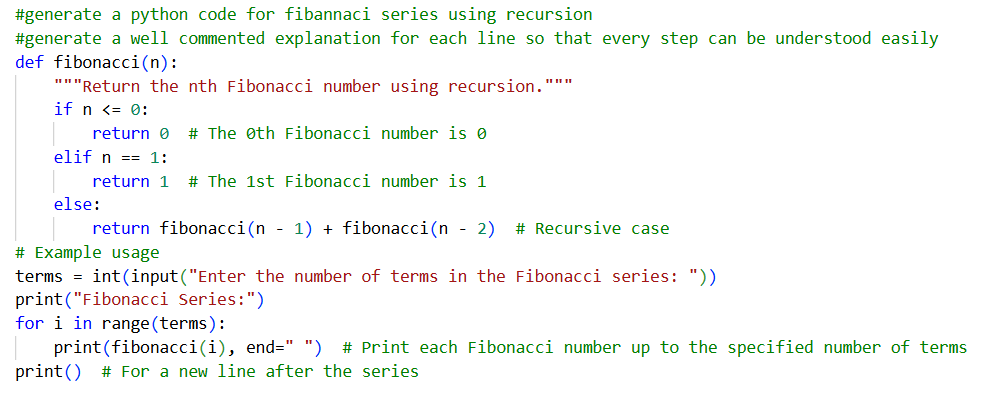 #generate a python code for fibannaci series using recursion
#generate a well commented explanation for each line so that every step can be understood easily
def fibonacci(n):
    """Return the nth Fibonacci number using recursion."""
    if n <= 0:
        return 0  # The 0th Fibonacci number is 0
    elif n == 1:
        return 1  # The 1st Fibonacci number is 1
    else:
        return fibonacci(n - 1) + fibonacci(n - 2)  # Recursive case
# Example usage
terms = int(input("Enter the number of terms in the Fibonacci series: "))
print("Fibonacci Series:")
for i in range(terms):
    print(fibonacci(i), end=" ")  # Print each Fibonacci number up to the specified number of terms
print()  # For a new line after the series